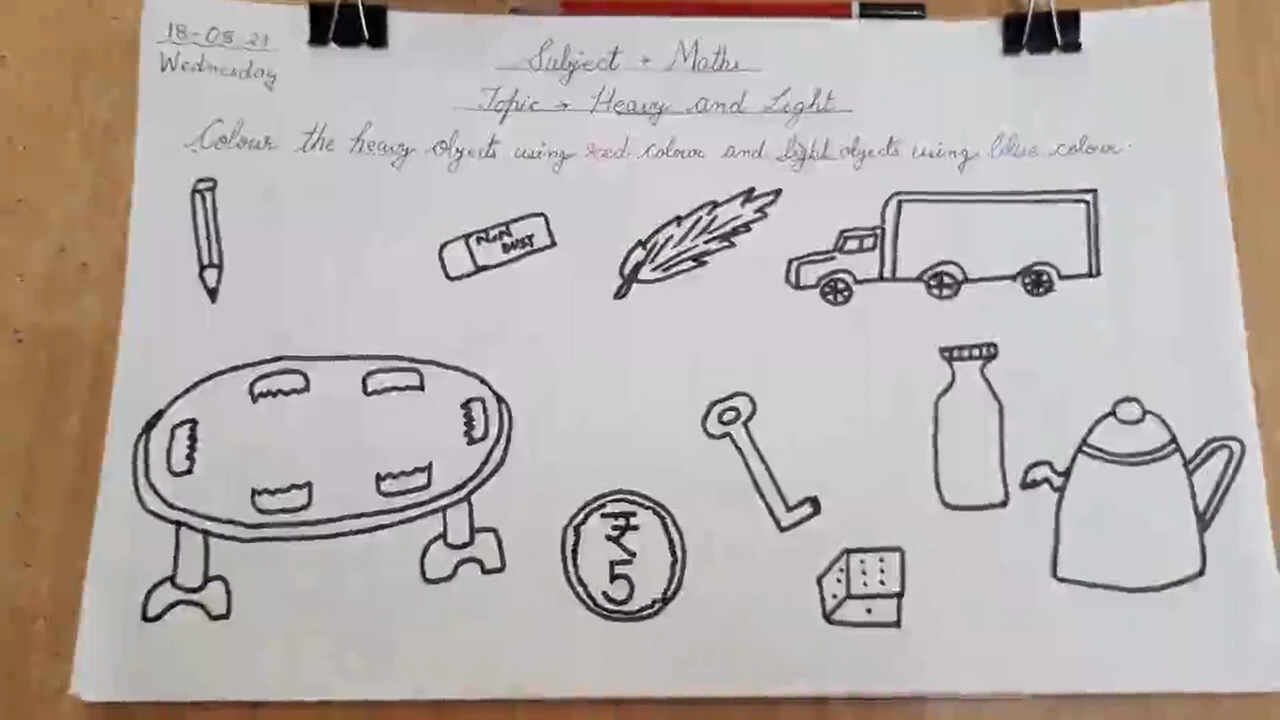 18-08-21
Wednesday
Subject → Maths
Topic → Heavy and Light
Colour the heavy objects using red colour and light objects using blue colour.
NON
DUST
₹
5